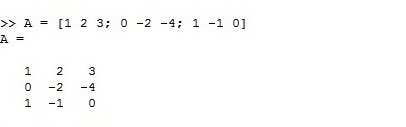 >> A = [1 2 3; 0 -2 -4; 1 -1 0]
A =
1 2 3
0 -2 -4
1 -1 0